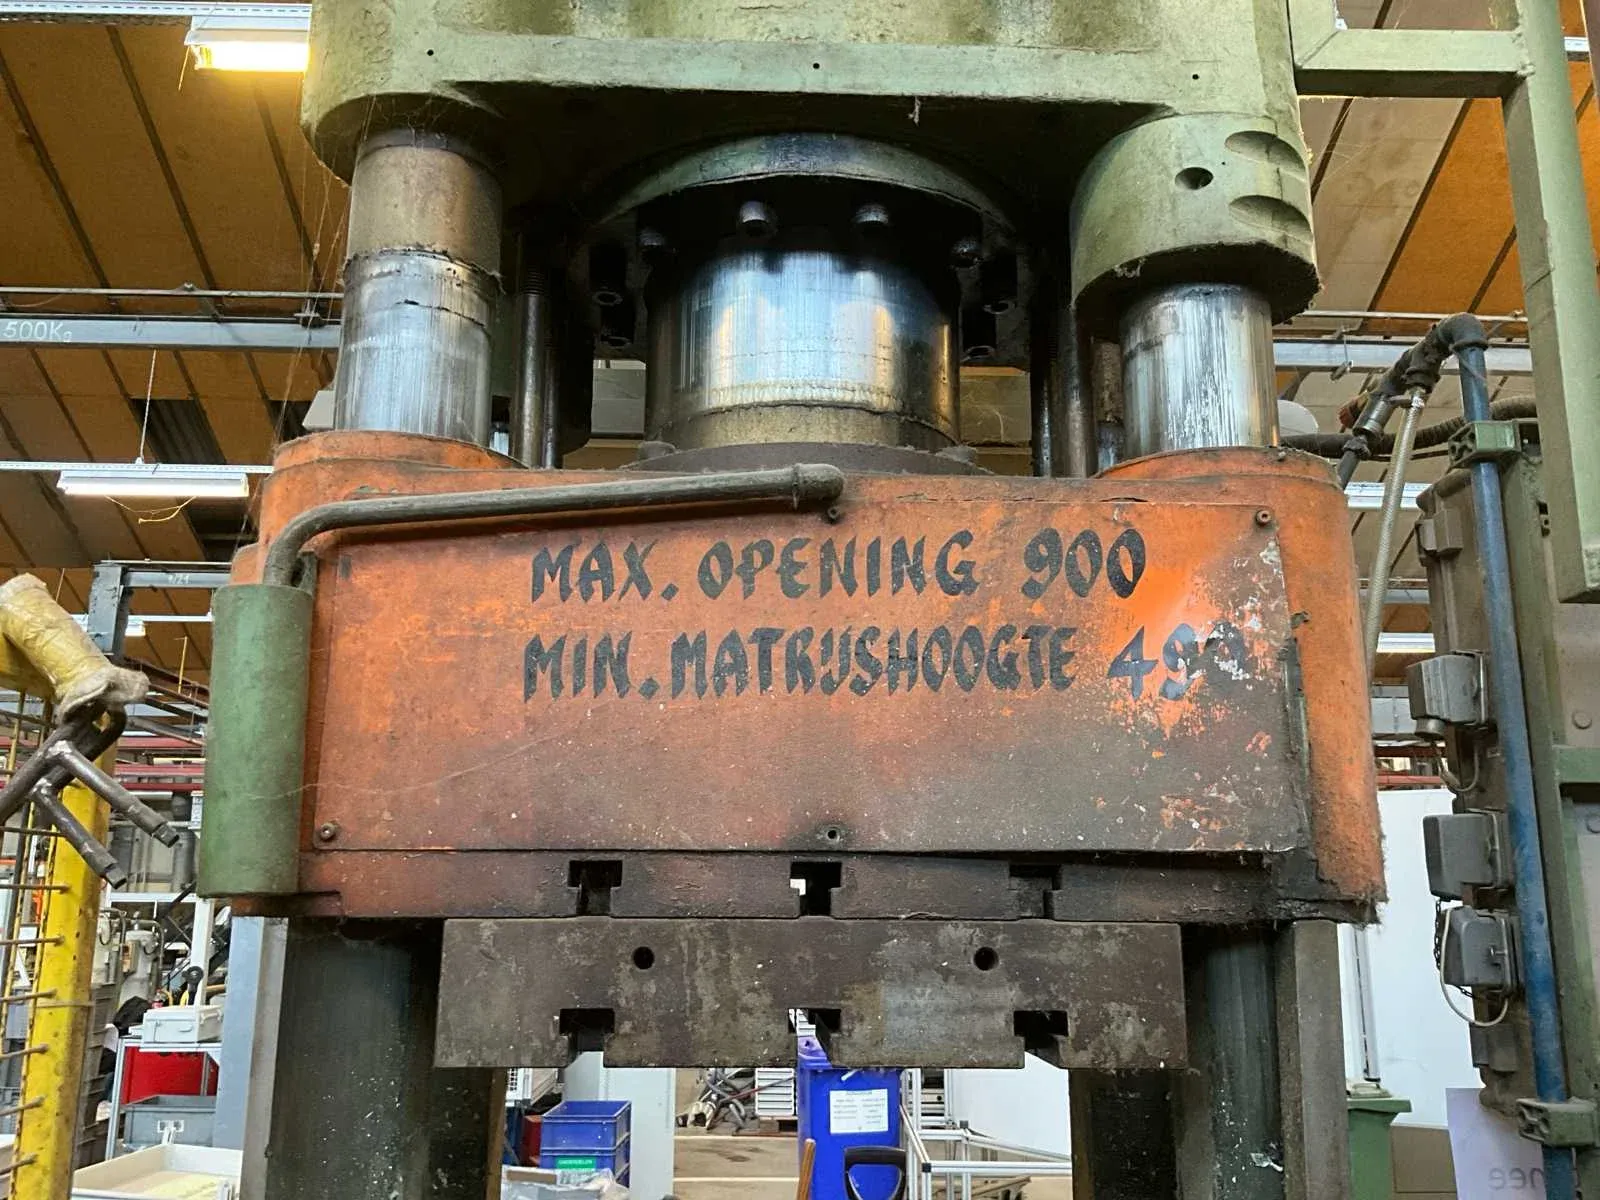 500KG
MAX. OPENING 900
MIN. MATRIJSHOOGTE